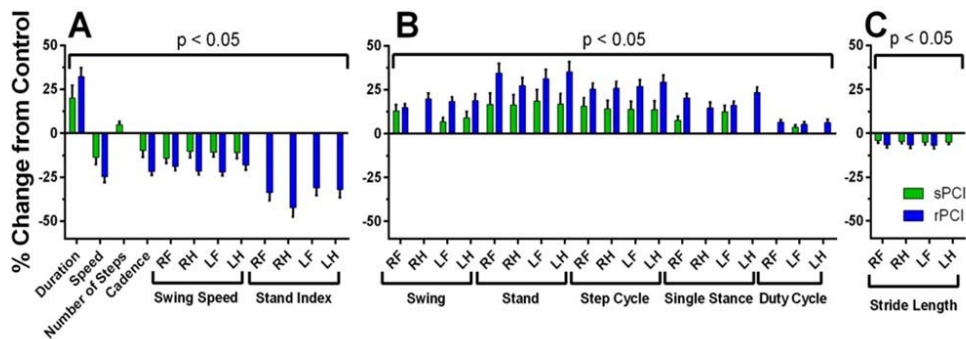 A
B
C
p < 0.05
p < 0.05
p < 0.05
% Change from Control
50
25
0
-25
-50
50
25
0
-25
-50
50
25
0
-25
-50
sPCI
rPCI
Duration
Speed
Number of Steps
Cadence
RF RH LF LH RF RH LF LH
Swing Speed Stand Index
RF RH LF LH RF RH LF LH RF RH LF LH RF RH LF LH RF RH LF LH
Swing Stand Step Cycle Single Stance Duty Cycle
RF RH LF LH
Stride Length